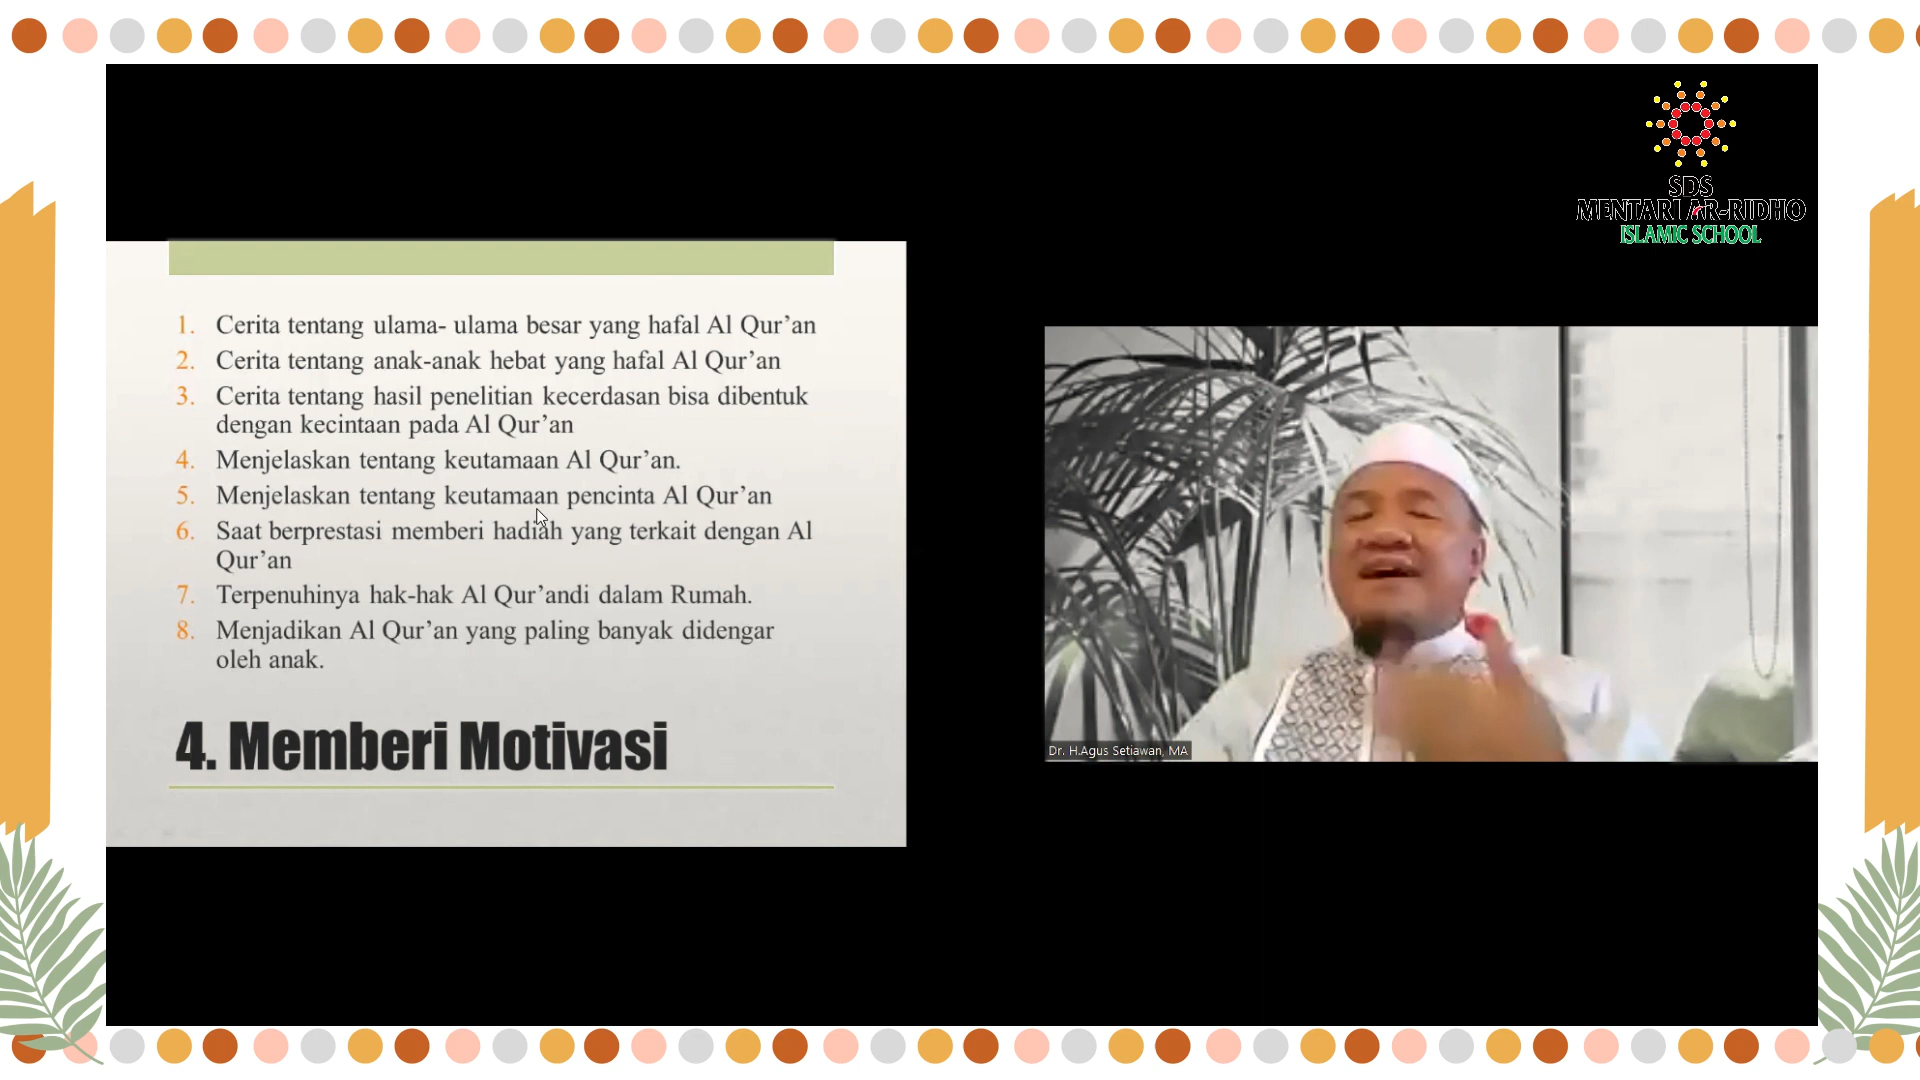 SDS
MENTARI AR-RIDHO
ISLAMIC SCHOOL
1. Cerita tentang ulama- ulama besar yang hafal Al Qur’an
2. Cerita tentang anak-anak hebat yang hafal Al Qur’an
3. Cerita tentang hasil penelitian kecerdasan bisa dibentuk
dengan kecintaan pada Al Qur’an
4. Menjelaskan tentang keutamaan Al Qur’an.
5. Menjelaskan tentang keutamaan pencinta Al Qur’an
6. Saat berprestasi memberi hadiah yang terkait dengan Al
Qur’an
7. Terpenuhinya hak-hak Al Qur’andi dalam Rumah.
8. Menjadikan Al Qur’an yang paling banyak didengar
oleh anak.
4. Memberi Motivasi
Dr. H.Agus Setiawan, MA